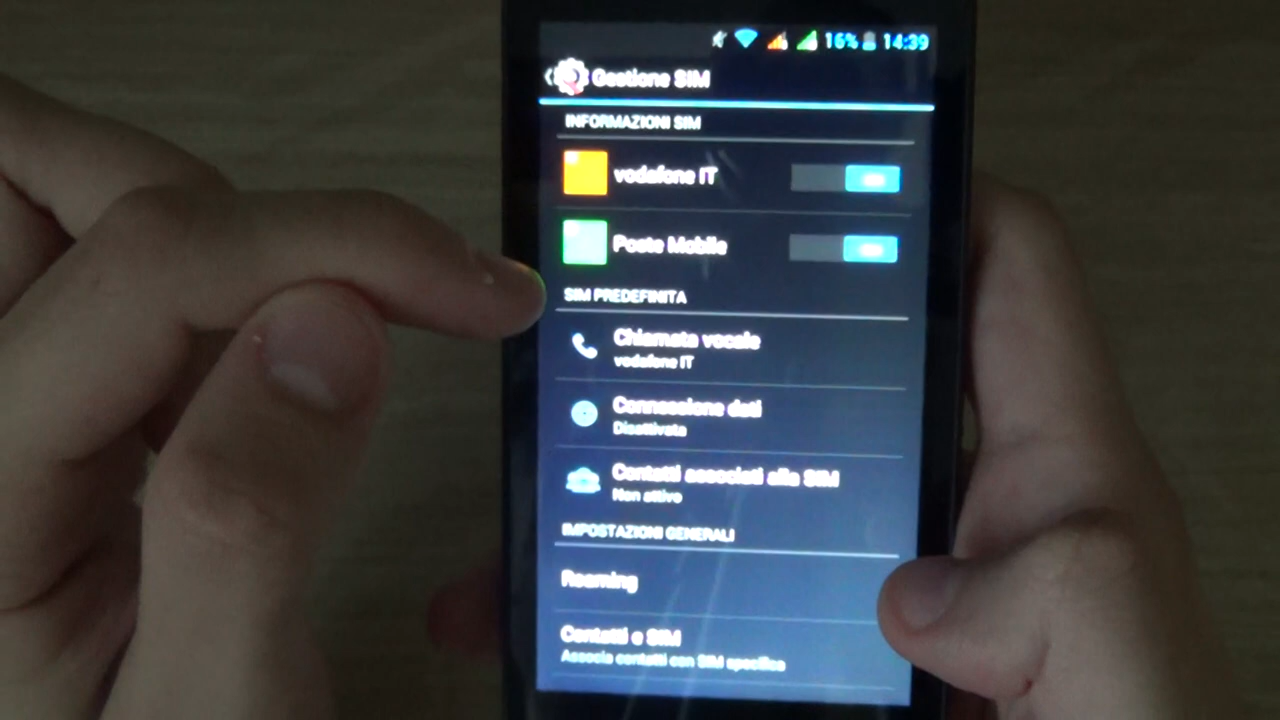 16% 14:39
Gestione SIM
INFORMAZIONI SIM
vodafone IT
Poste Mobile
SIM PREDEFINITA
Chiamata vocale
vodafone IT
Connessione dati
Disattivata
Contatti associati alla SIM
Non attivo
IMPOSTAZIONI GENERALI
Roaming
Contatti e SIM
Associa contatti con SIM specifica